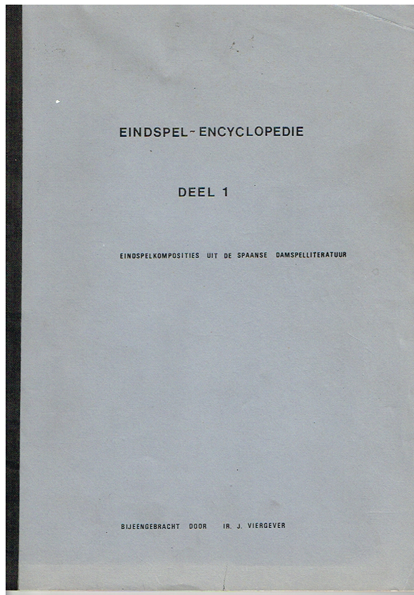 EINDSPEL-ENCYCLOPEDIE
DEEL 1
EINDSPELKOMPOSITIES UIT DE SPAANSE DAMSPELLITERATUUR
BIJEENGEBRACHT DOOR IR. J. VIERGEVER